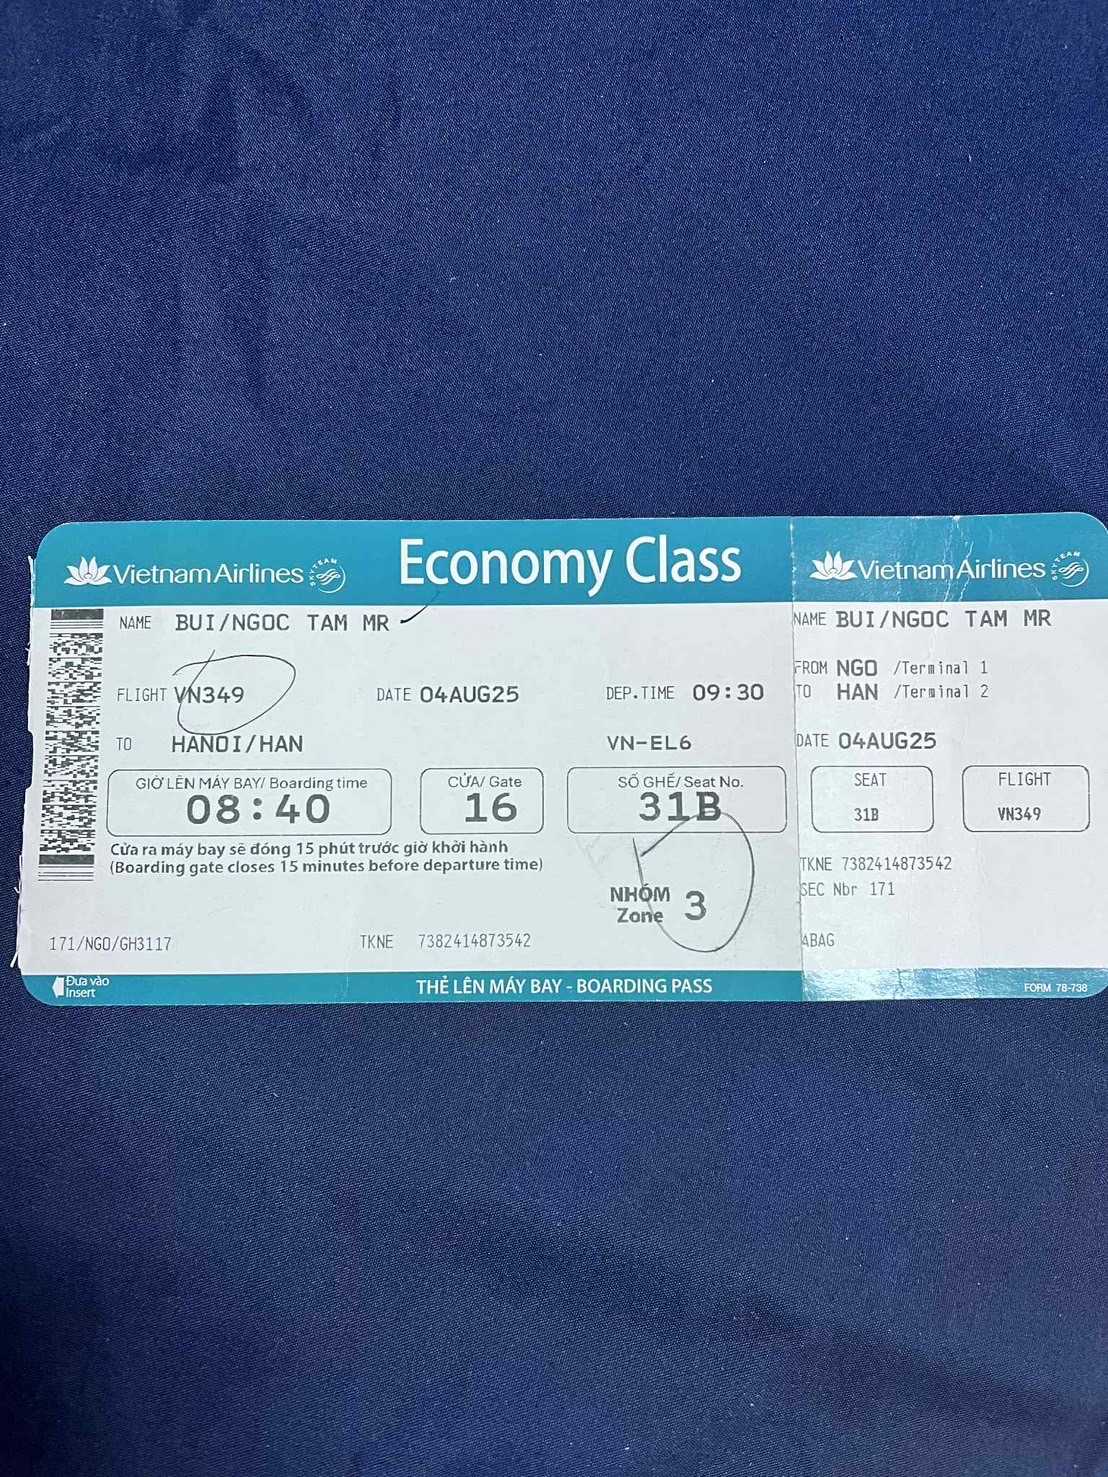 Vietnam Airlines SKYTEAM
Economy Class
NAME BUI/NGOC TAM MR
FLIGHT VN349 DATE 04AUG25 DEP.TIME 09:30
TO HANOI/HAN VN-EL6
GIỜ LÊN MÁY BAY/ Boarding time
08:40
CỬA/ Gate
16
SỐ GHẾ/ Seat No.
31B
Cửa ra máy bay sẽ đóng 15 phút trước giờ khởi hành
(Boarding gate closes 15 minutes before departure time)
NHÓM
Zone 3
171/NGO/GH3117 TKNE 7382414873542
Đưa vào
Insert
THẺ LÊN MÁY BAY - BOARDING PASS
Vietnam Airlines SKYTEAM
NAME BUI/NGOC TAM MR
FROM NGO /Terminal 1
TO HAN /Terminal 2
DATE 04AUG25
SEAT
31B
FLIGHT
VN349
TKNE 7382414873542
SEC Nbr 171
ABAG
FORM 78-738